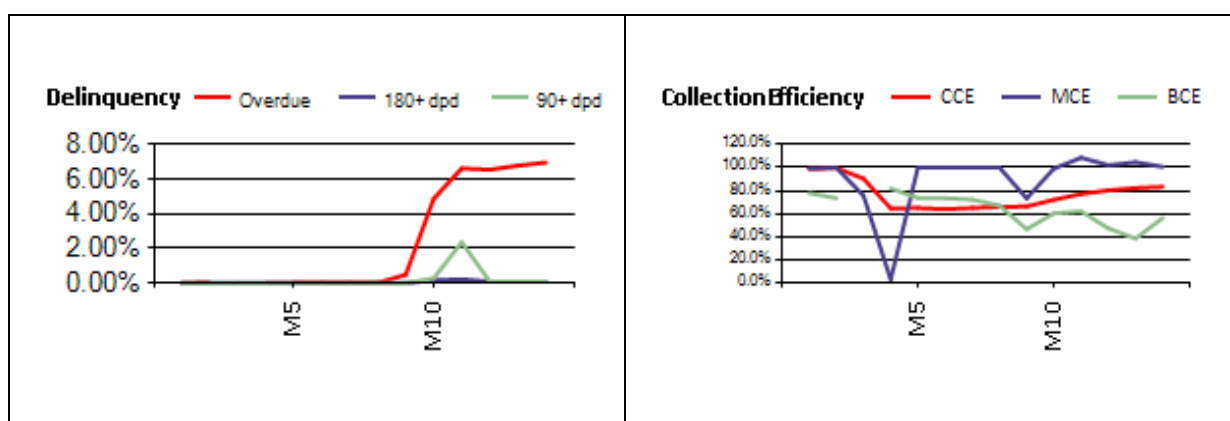 Delinquency Overdue 180+ dpd 90+ dpd
8.00%
6.00%
4.00%
2.00%
0.00%
M5
M10
Collection Efficiency CCE MCE BCE
120.0%
100.0%
80.0%
60.0%
40.0%
20.0%
0.0%
M5
M10